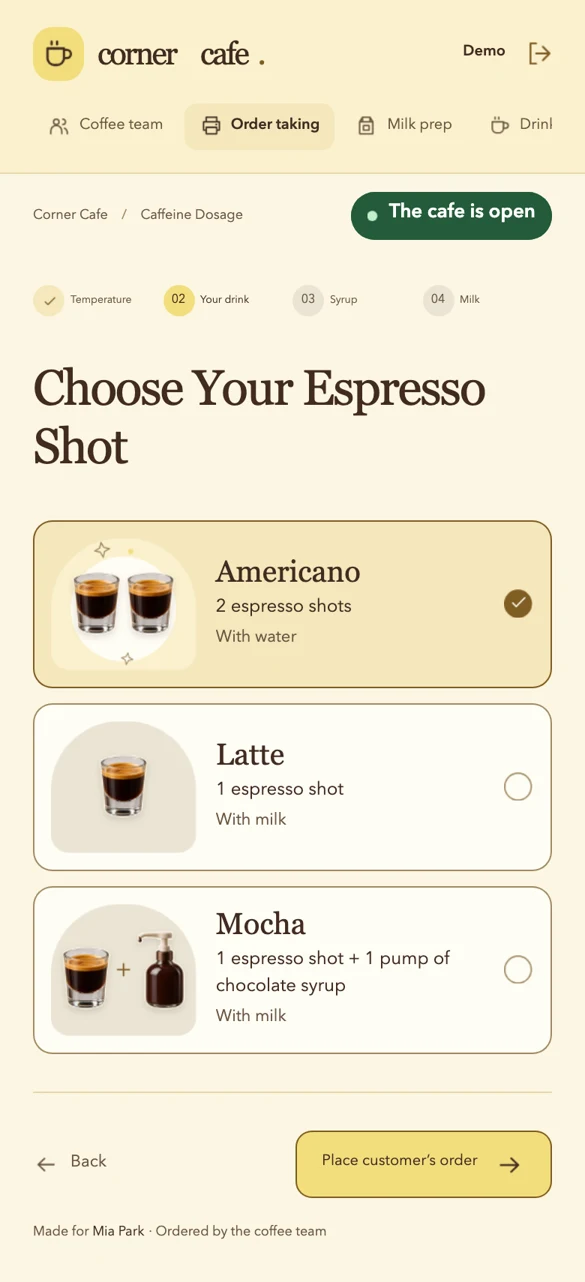 corner cafe .
Demo
Coffee team
Order taking
Milk prep
Drinl
Corner Cafe / Caffeine Dosage
The cafe is open
Temperature
02 Your drink
03 Syrup
04 Milk
Choose Your Espresso
Shot
Americano
2 espresso shots
With water
Latte
1 espresso shot
With milk
Mocha
1 espresso shot + 1 pump of
chocolate syrup
With milk
Back
Place customer’s order
Made for Mia Park · Ordered by the coffee team